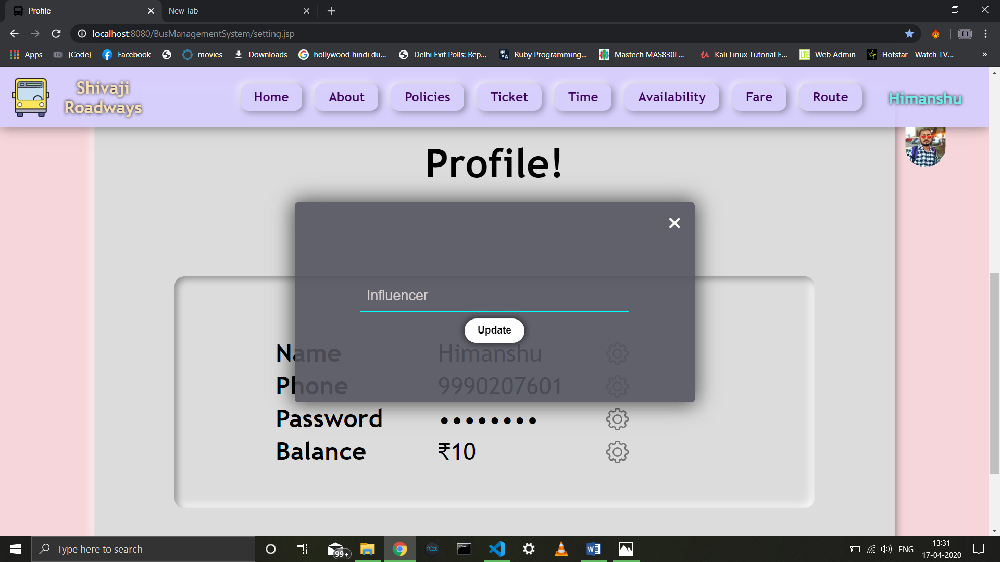 Profile
New Tab
localhost:8080/BusManagementSystem/setting.jsp
Apps
{Code}
Facebook
movies
Downloads
hollywood hindi du...
Delhi Exit Polls: Rep...
Ruby Programming...
Mastech MAS830L...
Kali Linux Tutorial F...
LTE
Web Admin
Hotstar - Watch TV...
»
Shivaji
Roadways
Home
About
Policies
Ticket
Time
Availability
Fare
Route
Himanshu
Profile!
Influencer
Update
Name Himanshu
Phone 9990207601
Password ••••••••
Balance ₹10
Type here to search
99+
nox
ENG
13:31
17-04-2020